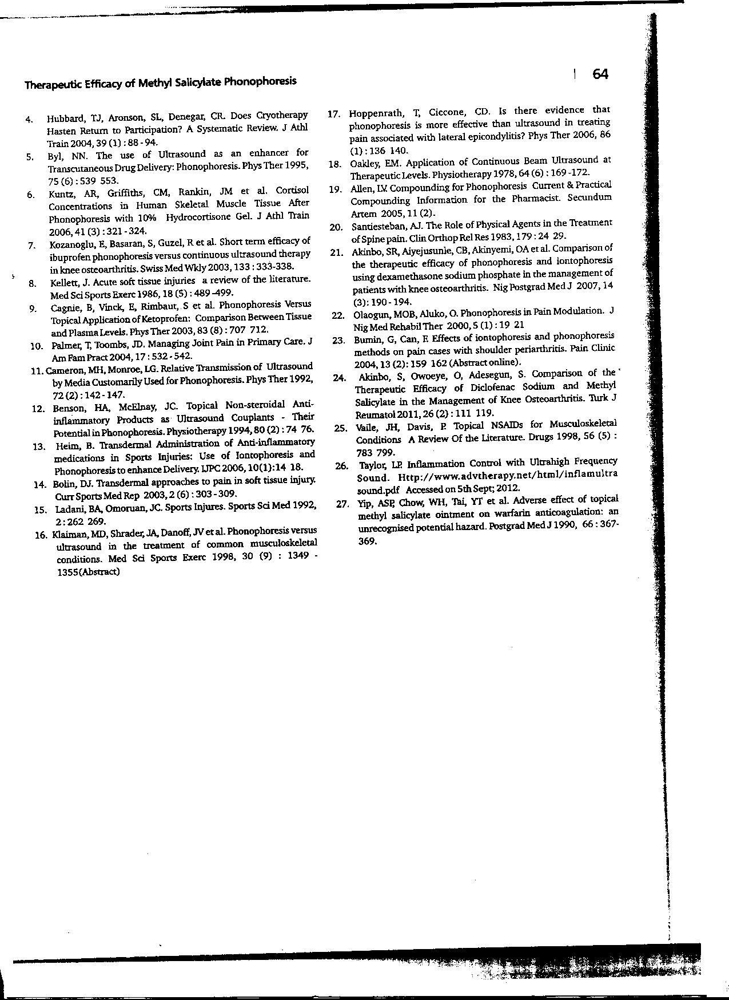 Therapeutic Efficacy of Methyl Salicylate Phonophoresis
| 64
4. Hubbard, TJ, Aronson, SL, Denegar, CR. Does Cryotherapy
Hasten Return to Participation? A Systematic Review. J Athl
Train 2004, 39 (1) : 88 - 94.
5. Byl, NN. The use of Ultrasound as an enhancer for
Transcutaneous Drug Delivery: Phonophoresis. Phys Ther 1995,
75 (6) : 539 553.
6. Kuntz, AR, Griffiths, CM, Rankin, JM et al. Cortisol
Concentrations in Human Skeletal Muscle Tissue After
Phonophoresis with 10% Hydrocortisone Gel. J Athl Train
2006, 41 (3) : 321 - 324.
7. Kozanoglu, E, Basaran, S, Guzel, R et al. Short term efficacy of
ibuprofen phonophoresis versus continuous ultrasound therapy
in knee osteoarthritis. Swiss Med Wkly 2003, 133 : 333-338.
8. Kellett, J. Acute soft tissue injuries a review of the literature.
Med Sci Sports Exerc 1986, 18 (5) : 489 -499.
9. Cagnie, B, Vinck, E, Rimbaut, S et al. Phonophoresis Versus
Topical Application of Ketoprofen: Comparison Between Tissue
and Plasma Levels. Phys Ther 2003, 83 (8) : 707 712.
10. Palmer, T, Toombs, JD. Managing Joint Pain in Primary Care. J
Am Fam Pract 2004, 17 : 532 - 542.
11. Cameron, MH, Monroe, LG. Relative Transmission of Ultrasound
by Media Customarily Used for Phonophoresis. Phys Ther 1992,
72 (2) : 142 - 147.
12. Benson, HA, McElnay, JC. Topical Non-steroidal Anti-
inflammatory Products as Ultrasound Couplants - Their
Potential in Phonophoresis. Physiotherapy 1994, 80 (2) : 74 76.
13. Heim, B. Transdermal Administration of Anti-inflammatory
medications in Sports Injuries: Use of Iontophoresis and
Phonophoresis to enhance Delivery. IJPC 2006, 10(1):14 18.
14. Bolin, DJ. Transdermal approaches to pain in soft tissue injury.
Curr Sports Med Rep 2003, 2 (6) : 303 - 309.
15. Ladani, BA, Omoruan, JC. Sports Injures. Sports Sci Med 1992,
2 : 262 269.
16. Klaiman, MD, Shrader, JA, Danoff, JV et al. Phonophoresis versus
ultrasound in the treatment of common musculoskeletal
conditions. Med Sci Sports Exerc 1998, 30 (9) : 1349 -
1355(Abstract)
17. Hoppenrath, T, Ciccone, CD. Is there evidence that
phonophoresis is more effective than ultrasound in treating
pain associated with lateral epicondylitis? Phys Ther 2006, 86
(1) : 136 140.
18. Oakley, EM. Application of Continuous Beam Ultrasound at
Therapeutic Levels. Physiotherapy 1978, 64 (6) : 169 -172.
19. Allen, LV. Compounding for Phonophoresis Current & Practical
Compounding Information for the Pharmacist. Secundum
Artem 2005, 11 (2).
20. Santiesteban, AJ. The Role of Physical Agents in the Treatment
of Spine pain. Clin Orthop Rel Res 1983, 179 : 24 29.
21. Akinbo, SR, Aiyejusunle, CB, Akinyemi, OA et al. Comparison of
the therapeutic efficacy of phonophoresis and iontophoresis
using dexamethasone sodium phosphate in the management of
patients with knee osteoarthritis. Nig Postgrad Med J 2007, 14
(3): 190 - 194.
22. Olaogun, MOB, Aluko, O. Phonophoresis in Pain Modulation. J
Nig Med Rehabil Ther 2000, 5 (1) : 19 21
23. Bumin, G, Can, F. Effects of iontophoresis and phonophoresis
methods on pain cases with shoulder periarthritis. Pain Clinic
2004, 13 (2): 159 162 (Abstract online).
24. Akinbo, S, Owoeye, O, Adesegun, S. Comparison of the
Therapeutic Efficacy of Diclofenac Sodium and Methyl
Salicylate in the Management of Knee Osteoarthritis. Turk J
Reumatol 2011, 26 (2) : 111 119.
25. Vaile, JH, Davis, P. Topical NSAIDs for Musculoskeletal
Conditions A Review Of the Literature. Drugs 1998, 56 (5) :
783 799.
26. Taylor, LP. Inflammation Control with Ultrahigh Frequency
Sound. Http://www.advtherapy.net/html/inflamultra
sound.pdf Accessed on 5th Sept; 2012.
27. Yip, ASP, Chow, WH, Tai, YT et al. Adverse effect of topical
methyl salicylate ointment on warfarin anticoagulation: an
unrecognised potential hazard. Postgrad Med J 1990, 66 : 367-
369.